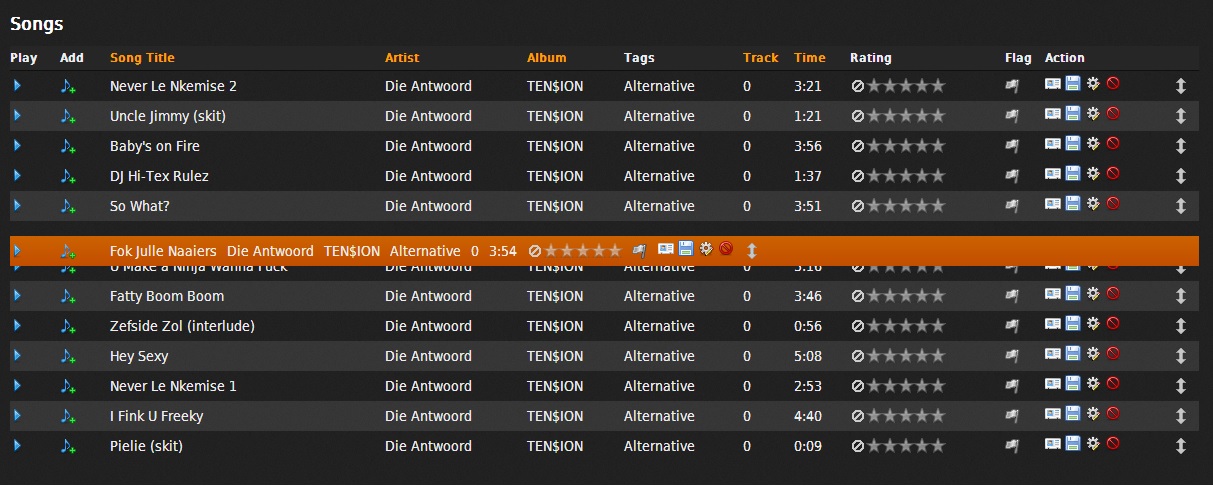 Songs
Play Add Song Title Artist Album Tags Track Time Rating Flag Action
Never Le Nkemise 2 Die Antwoord TEN$ION Alternative 0 3:21
Uncle Jimmy (skit) Die Antwoord TEN$ION Alternative 0 1:21
Baby's on Fire Die Antwoord TEN$ION Alternative 0 3:56
DJ Hi-Tex Rulez Die Antwoord TEN$ION Alternative 0 1:37
So What? Die Antwoord TEN$ION Alternative 0 3:51
Fok Julle Naaiers Die Antwoord TEN$ION Alternative 0 3:54
U Make a Ninja Wanna Fuck Die Antwoord TEN$ION Alternative 0 3:16
Fatty Boom Boom Die Antwoord TEN$ION Alternative 0 3:46
Zefside Zol (interlude) Die Antwoord TEN$ION Alternative 0 0:56
Hey Sexy Die Antwoord TEN$ION Alternative 0 5:08
Never Le Nkemise 1 Die Antwoord TEN$ION Alternative 0 2:53
I Fink U Freeky Die Antwoord TEN$ION Alternative 0 4:40
Pielie (skit) Die Antwoord TEN$ION Alternative 0 0:09